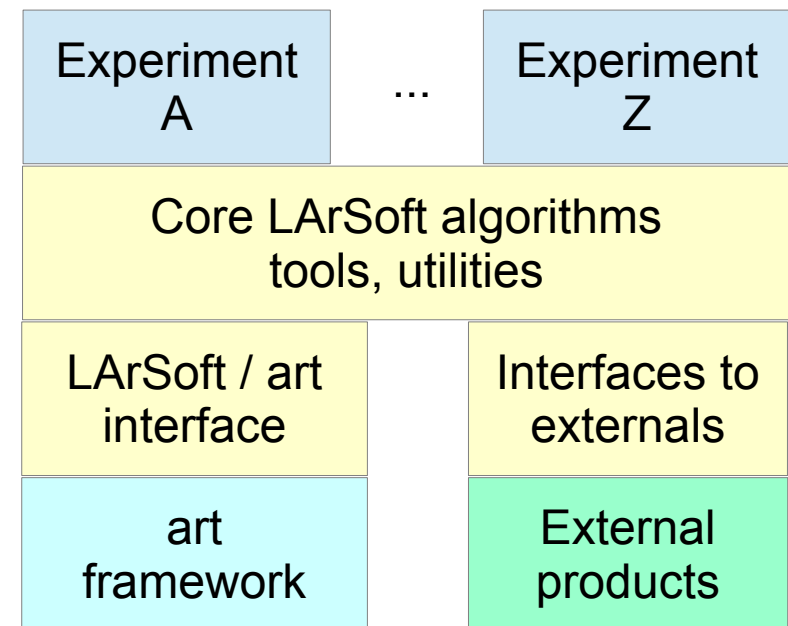 Experiment
A
...
Experiment
Z
Core LArSoft algorithms
tools, utilities
LArSoft / art
interface
Interfaces to
externals
art
framework
External
products